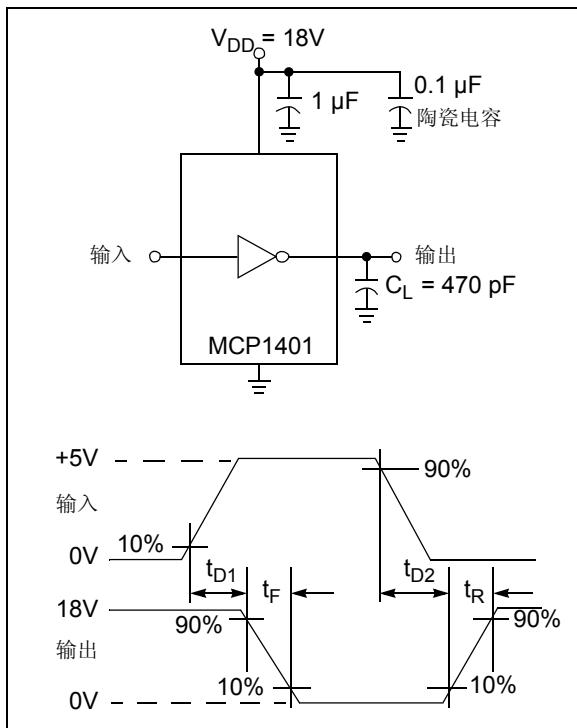 V_DD = 18V
1 µF
0.1 µF
陶瓷电容
输入
输出
C_L = 470 pF
MCP1401
+5V
输入
0V
10%
90%
t_D1
t_F
t_D2
t_R
18V
输出
0V
90%
10%
90%
10%